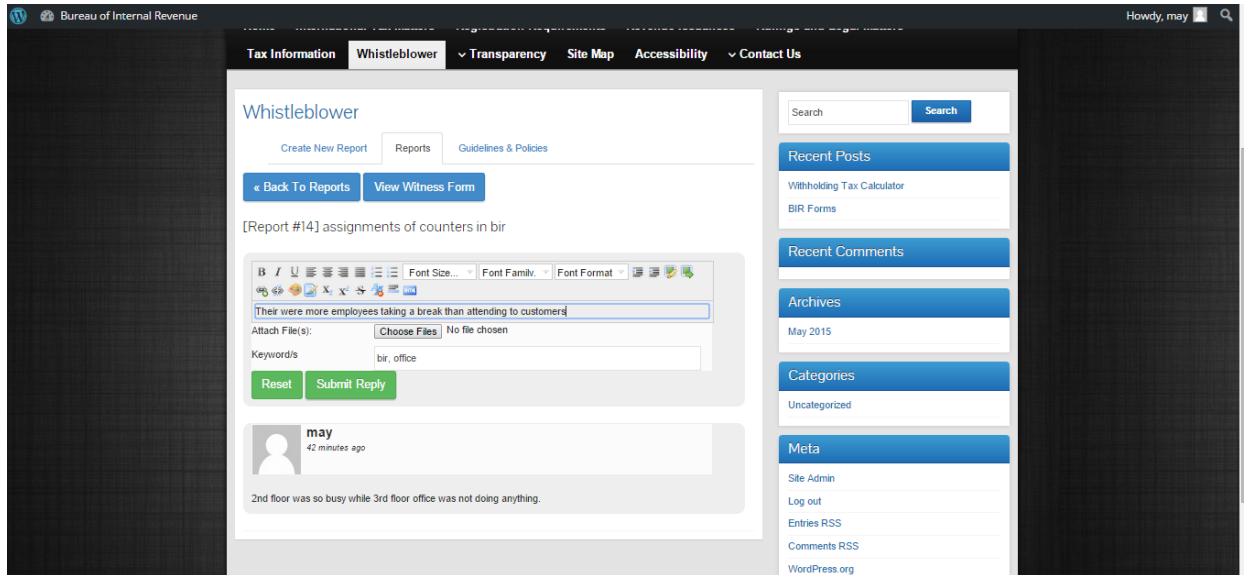 Bureau of Internal Revenue
Howdy, may
Tax Information Whistleblower Transparency Site Map Accessibility Contact Us
Whistleblower
Create New Report Reports Guidelines & Policies
« Back To Reports View Witness Form
[Report #14] assignments of counters in bir
B I U Font Size... Font Family. Font Format
HTML
Their were more employees taking a break than attending to customers
Attach File(s): Choose Files No file chosen
Keyword/s bir, office
Reset Submit Reply
may
42 minutes ago
2nd floor was so busy while 3rd floor office was not doing anything.
Search Search
Recent Posts
Withholding Tax Calculator
BIR Forms
Recent Comments
Archives
May 2015
Categories
Uncategorized
Meta
Site Admin
Log out
Entries RSS
Comments RSS
WordPress.org